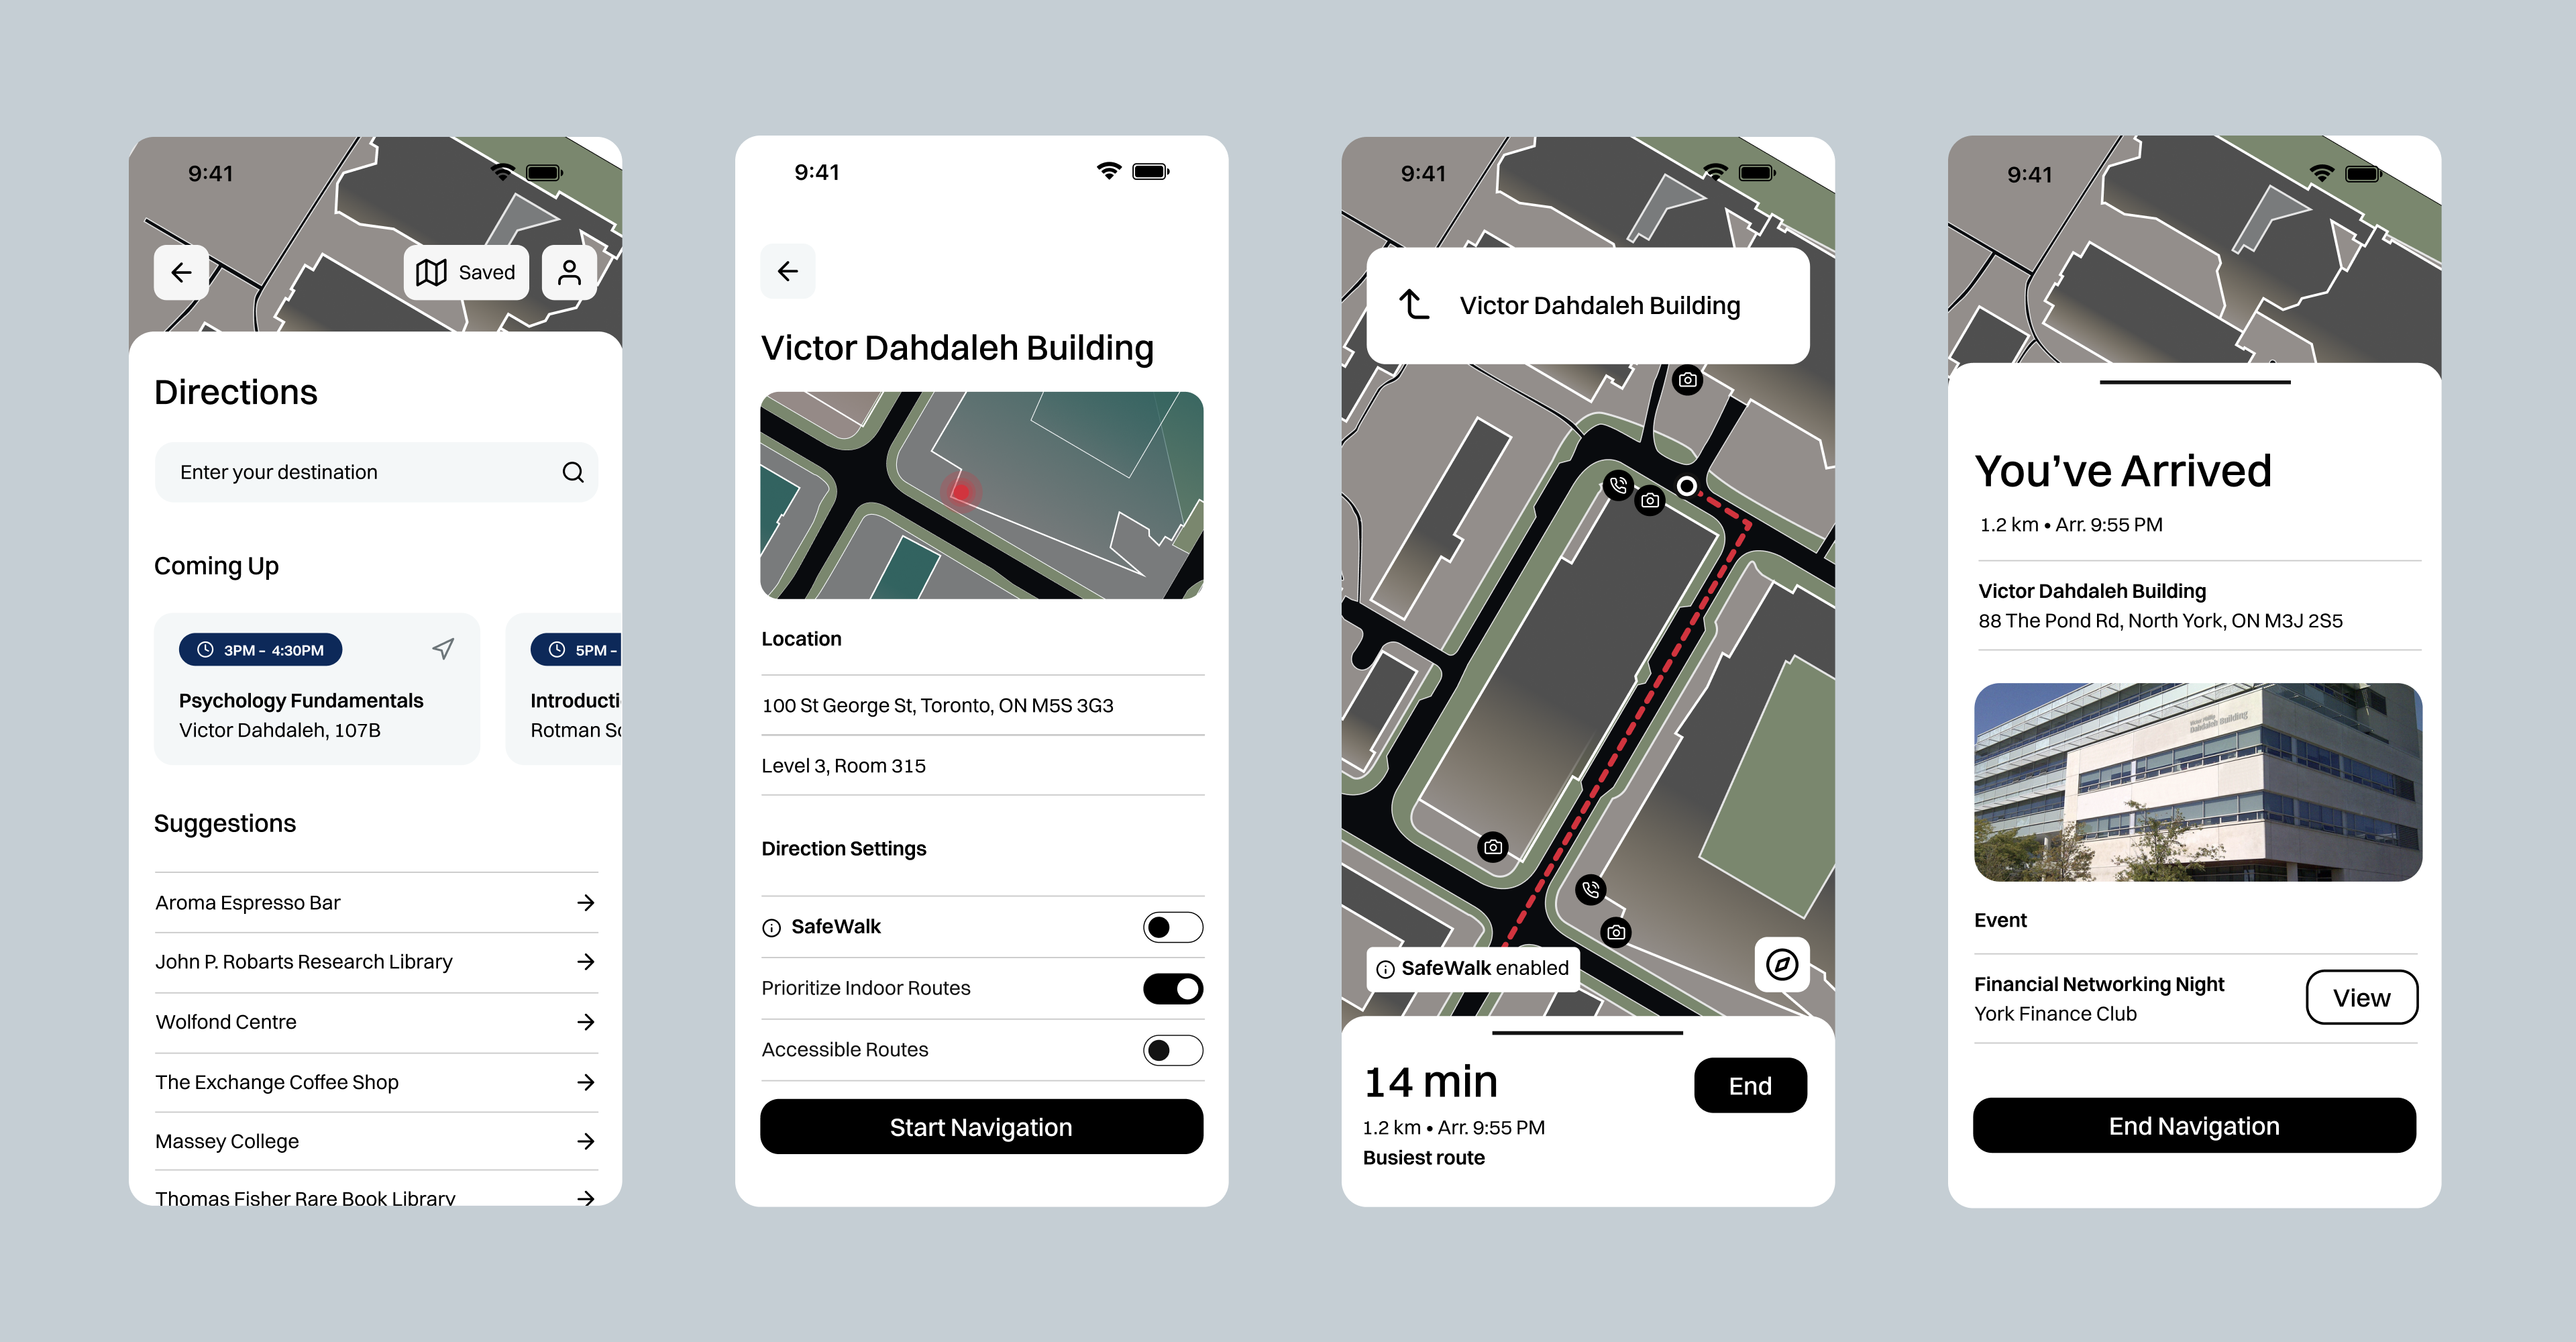 9:41
Saved
Directions
Enter your destination
Coming Up
3PM – 4:30PM
Psychology Fundamentals
Victor Dahdaleh, 107B
5PM –
Introducti
Rotman Sc
Suggestions
Aroma Espresso Bar
John P. Robarts Research Library
Wolfond Centre
The Exchange Coffee Shop
Massey College
Thomas Fisher Rare Book Library
9:41
Victor Dahdaleh Building
Location
100 St George St, Toronto, ON M5S 3G3
Level 3, Room 315
Direction Settings
SafeWalk
Prioritize Indoor Routes
Accessible Routes
Start Navigation
9:41
Victor Dahdaleh Building
SafeWalk enabled
14 min
End
1.2 km • Arr. 9:55 PM
Busiest route
9:41
You’ve Arrived
1.2 km • Arr. 9:55 PM
Victor Dahdaleh Building
88 The Pond Rd, North York, ON M3J 2S5
Dahdaleh Building
Event
Financial Networking Night
York Finance Club
View
End Navigation